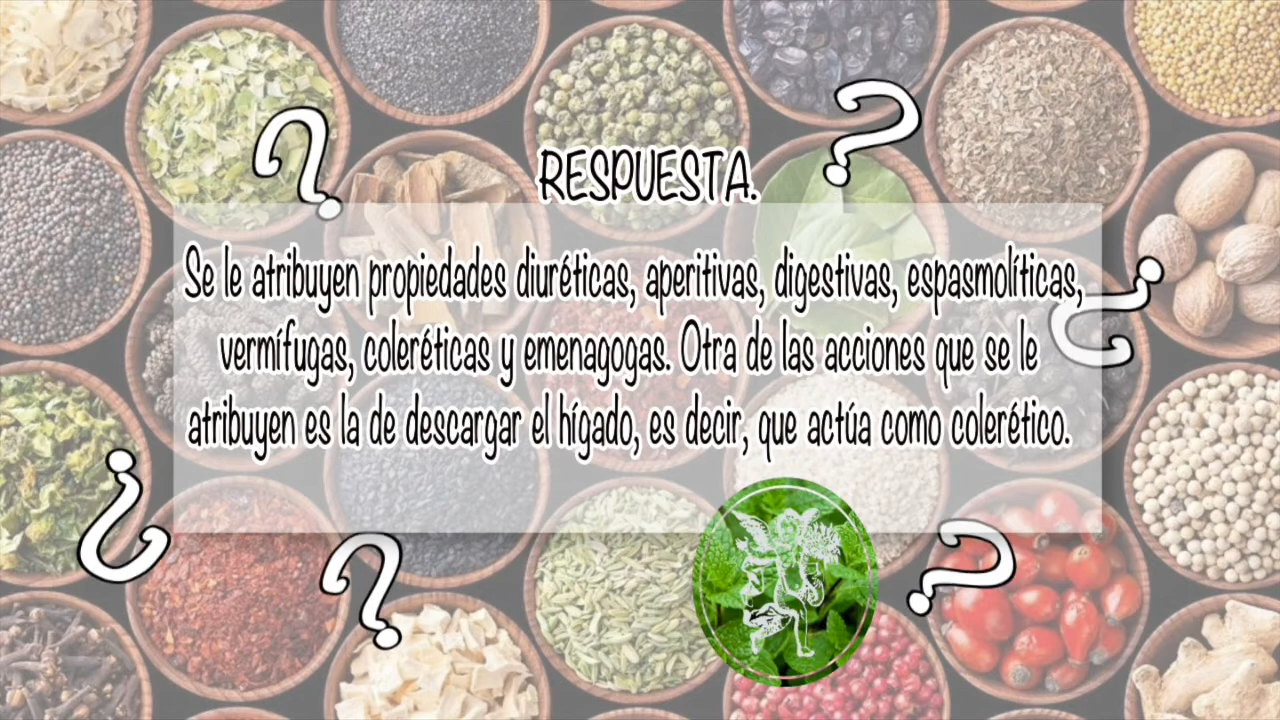 RESPUESTA.
Se le atribuyen propiedades diuréticas, aperitivas, digestivas, espasmolíticas,
vermífugas, coleréticas y emenagogas. Otra de las acciones que se le
atribuyen es la de descargar el hígado, es decir, que actúa como colerético.